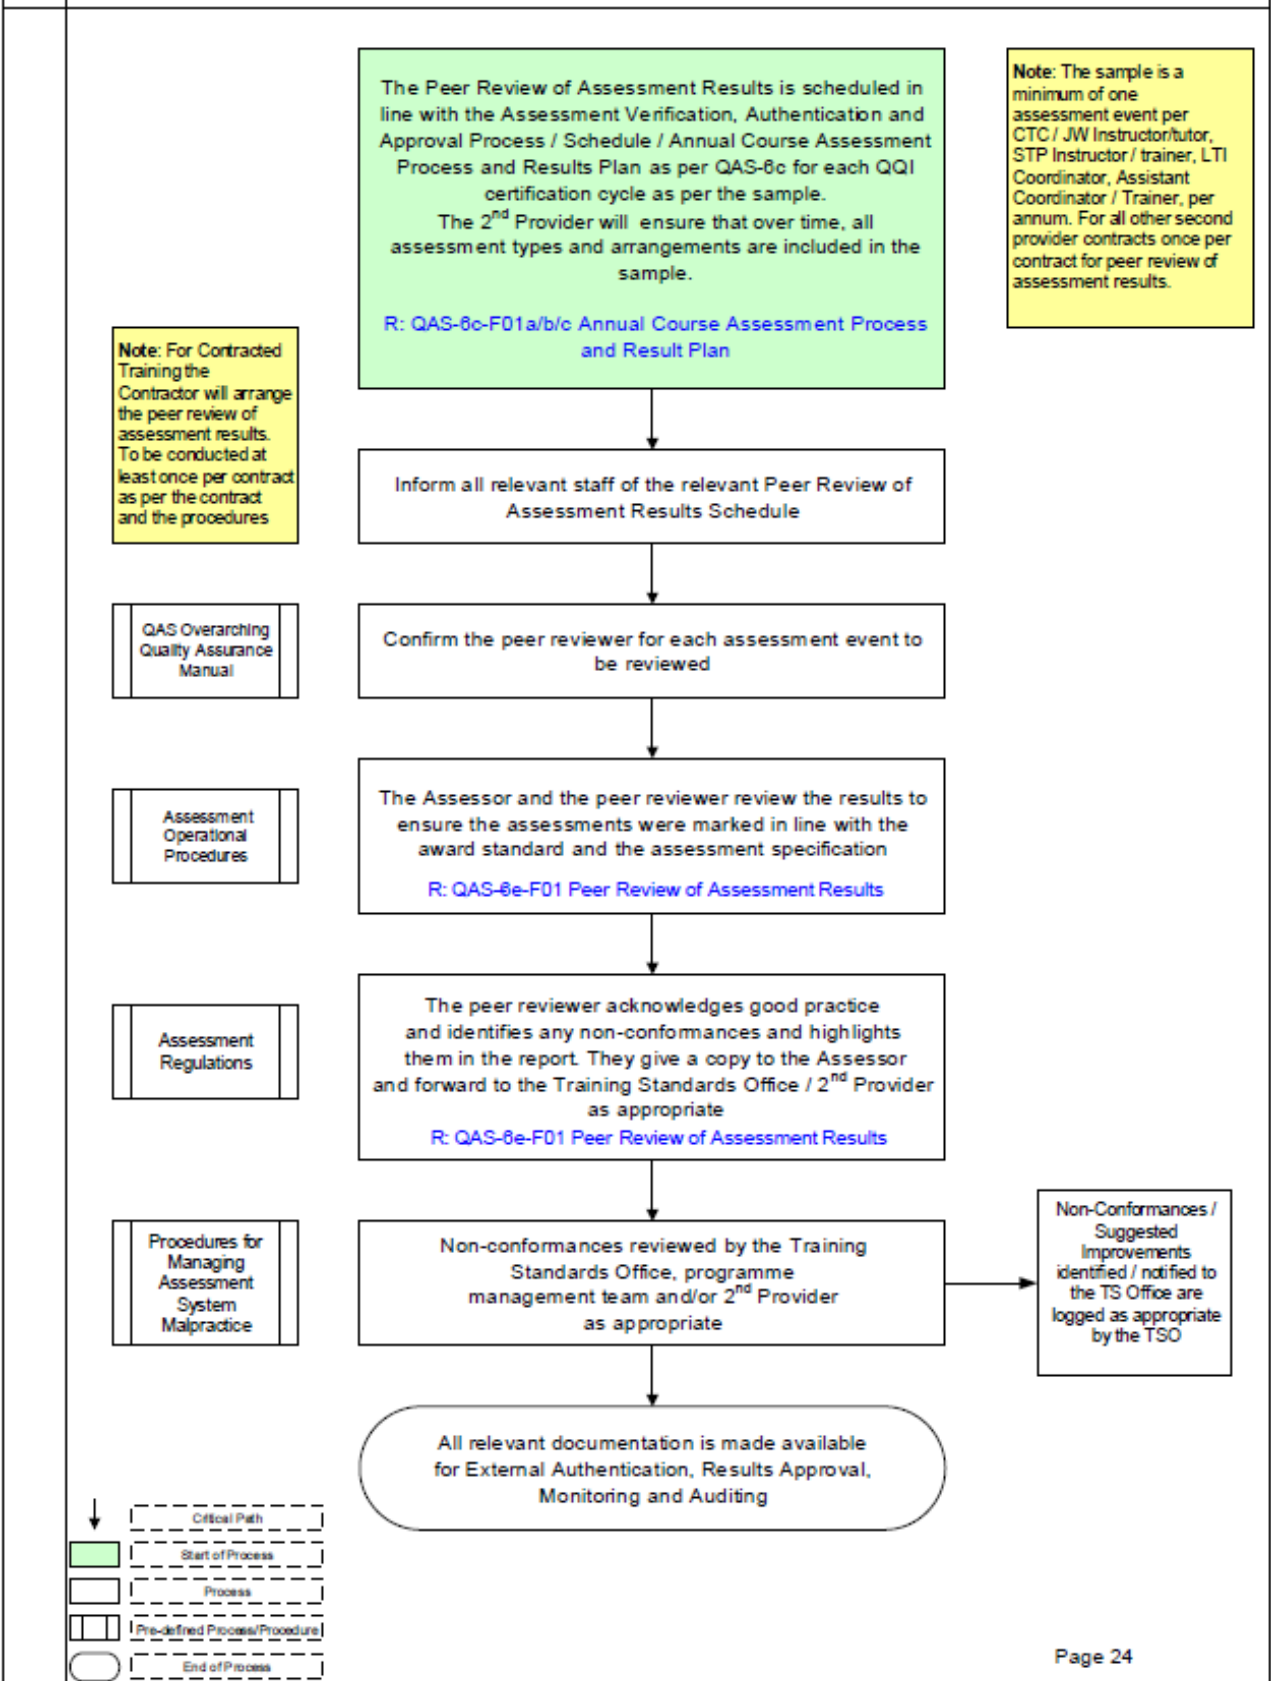 The Peer Review of Assessment Results is scheduled in
line with the Assessment Verification, Authentication and
Approval Process / Schedule / Annual Course Assessment
Process and Results Plan as per QAS-6c for each QQI
certification cycle as per the sample.
The 2nd Provider will ensure that over time, all
assessment types and arrangements are included in the
sample.
R: QAS-6c-F01a/b/c Annual Course Assessment Process
and Result Plan
Note: The sample is a
minimum of one
assessment event per
CTC / JW Instructor/tutor,
STP Instructor / trainer, LTI
Coordinator, Assistant
Coordinator / Trainer, per
annum. For all other second
provider contracts once per
contract for peer review of
assessment results.
Note: For Contracted
Training the
Contractor will arrange
the peer review of
assessment results.
To be conducted at
least once per contract
as per the contract
and the procedures
Inform all relevant staff of the relevant Peer Review of
Assessment Results Schedule
QAS Overarching
Quality Assurance
Manual
Confirm the peer reviewer for each assessment event to
be reviewed
Assessment
Operational
Procedures
The Assessor and the peer reviewer review the results to
ensure the assessments were marked in line with the
award standard and the assessment specification
R: QAS-6e-F01 Peer Review of Assessment Results
Assessment
Regulations
The peer reviewer acknowledges good practice
and identifies any non-conformances and highlights
them in the report. They give a copy to the Assessor
and forward to the Training Standards Office / 2nd Provider
as appropriate
R: QAS-6e-F01 Peer Review of Assessment Results
Procedures for
Managing
Assessment
System
Malpractice
Non-conformances reviewed by the Training
Standards Office, programme
management team and/or 2nd Provider
as appropriate
Non-Conformances /
Suggested
Improvements
identified / notified to
the TS Office are
logged as appropriate
by the TSO
All relevant documentation is made available
for External Authentication, Results Approval,
Monitoring and Auditing
Critical Path
Start of Process
Process
Pre-defined Process/Procedure
End of Process
Page 24